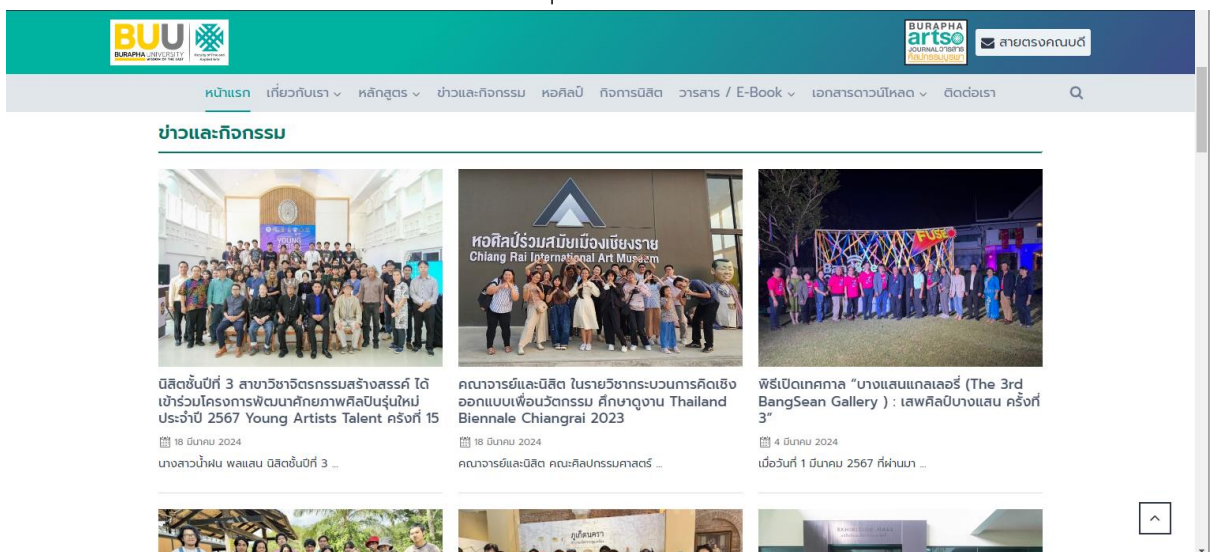 BUU
BURAPHA UNIVERSITY
WISDOM OF THE EAST
BURAPHA
artso
JOURNAL วารสาร
ศิลปกรรมบูรพา
สายตรงคณบดี
หน้าแรก เกี่ยวกับเรา หลักสูตร ข่าวและกิจกรรม หอศิลป์ กิจการนิสิต วารสาร / E-Book เอกสารดาวน์โหลด ติดต่อเรา
ข่าวและกิจกรรม
YOUNG
หอศิลป์ร่วมสมัยเมืองเชียงราย
Chiang Rai International Art Museum
FUSE
นิสิตชั้นปีที่ 3 สาขาวิชาจิตรกรรมสร้างสรรค์ ได้
เข้าร่วมโครงการพัฒนาศักยภาพศิลปินรุ่นใหม่
ประจำปี 2567 Young Artists Talent ครั้งที่ 15
18 มีนาคม 2024
นางสาวน้ำฝน พลแสน นิสิตชั้นปีที่ 3 ...
คณาจารย์และนิสิต ในรายวิชากระบวนการคิดเชิง
ออกแบบเพื่อนวัตกรรม ศึกษาดูงาน Thailand
Biennale Chiangrai 2023
18 มีนาคม 2024
คณาจารย์และนิสิต คณะศิลปกรรมศาสตร์ ...
พิธีเปิดเทศกาล “บางแสนแกลเลอรี่ (The 3rd
BangSean Gallery ) : เสพศิลป์บางแสน ครั้งที่
3”
4 มีนาคม 2024
เมื่อวันที่ 1 มีนาคม 2567 ที่ผ่านมา ...
ภูเก็ตนครา